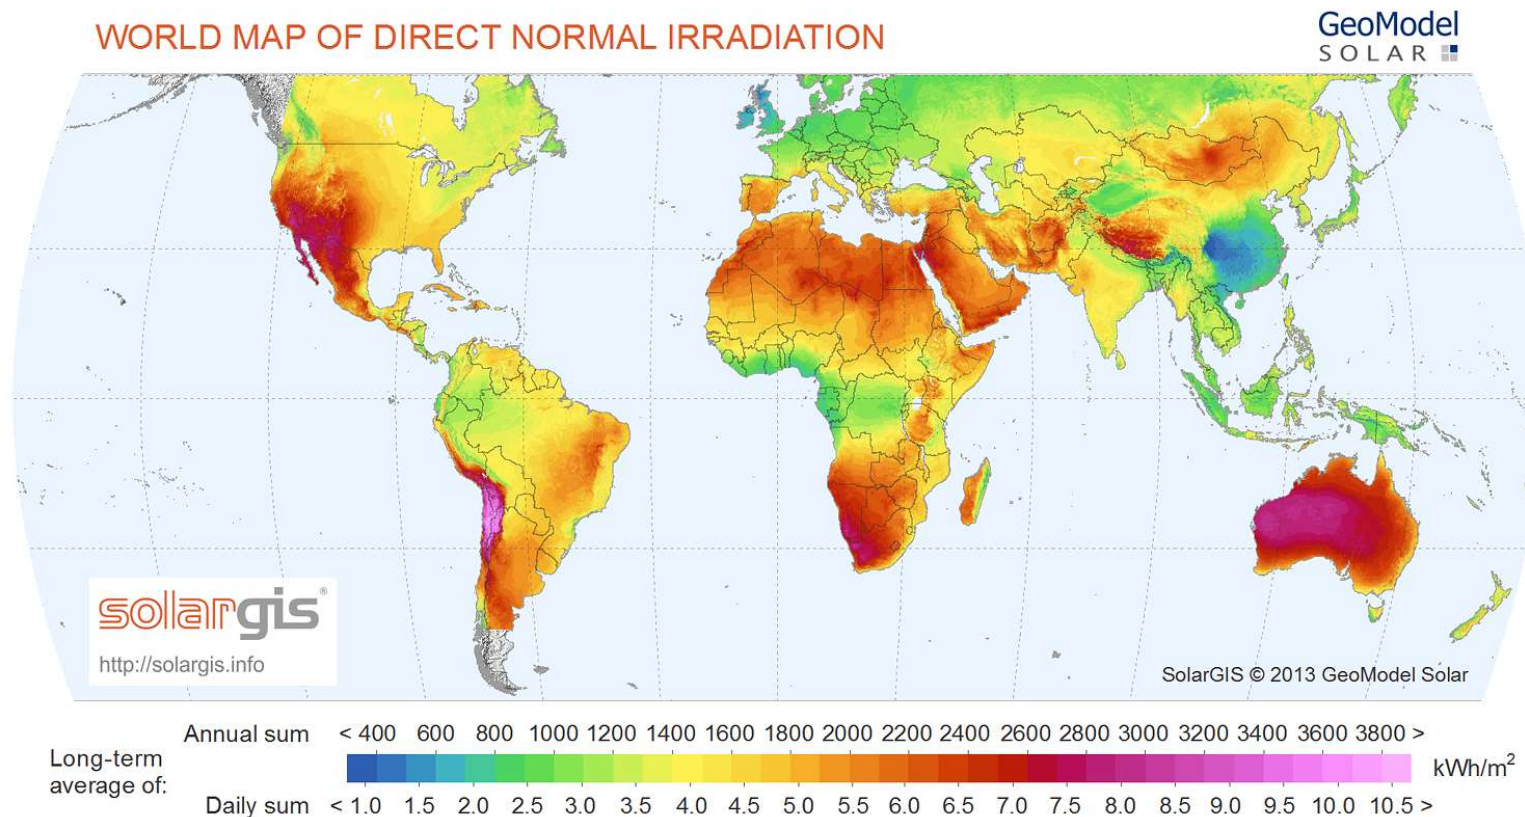 WORLD MAP OF DIRECT NORMAL IRRADIATION
GeoModel
SOLAR
solargis®
http://solargis.info
SolarGIS © 2013 GeoModel Solar
Annual sum < 400 600 800 1000 1200 1400 1600 1800 2000 2200 2400 2600 2800 3000 3200 3400 3600 3800 >
Long-term
average of:
kWh/m²
Daily sum < 1.0 1.5 2.0 2.5 3.0 3.5 4.0 4.5 5.0 5.5 6.0 6.5 7.0 7.5 8.0 8.5 9.0 9.5 10.0 10.5 >